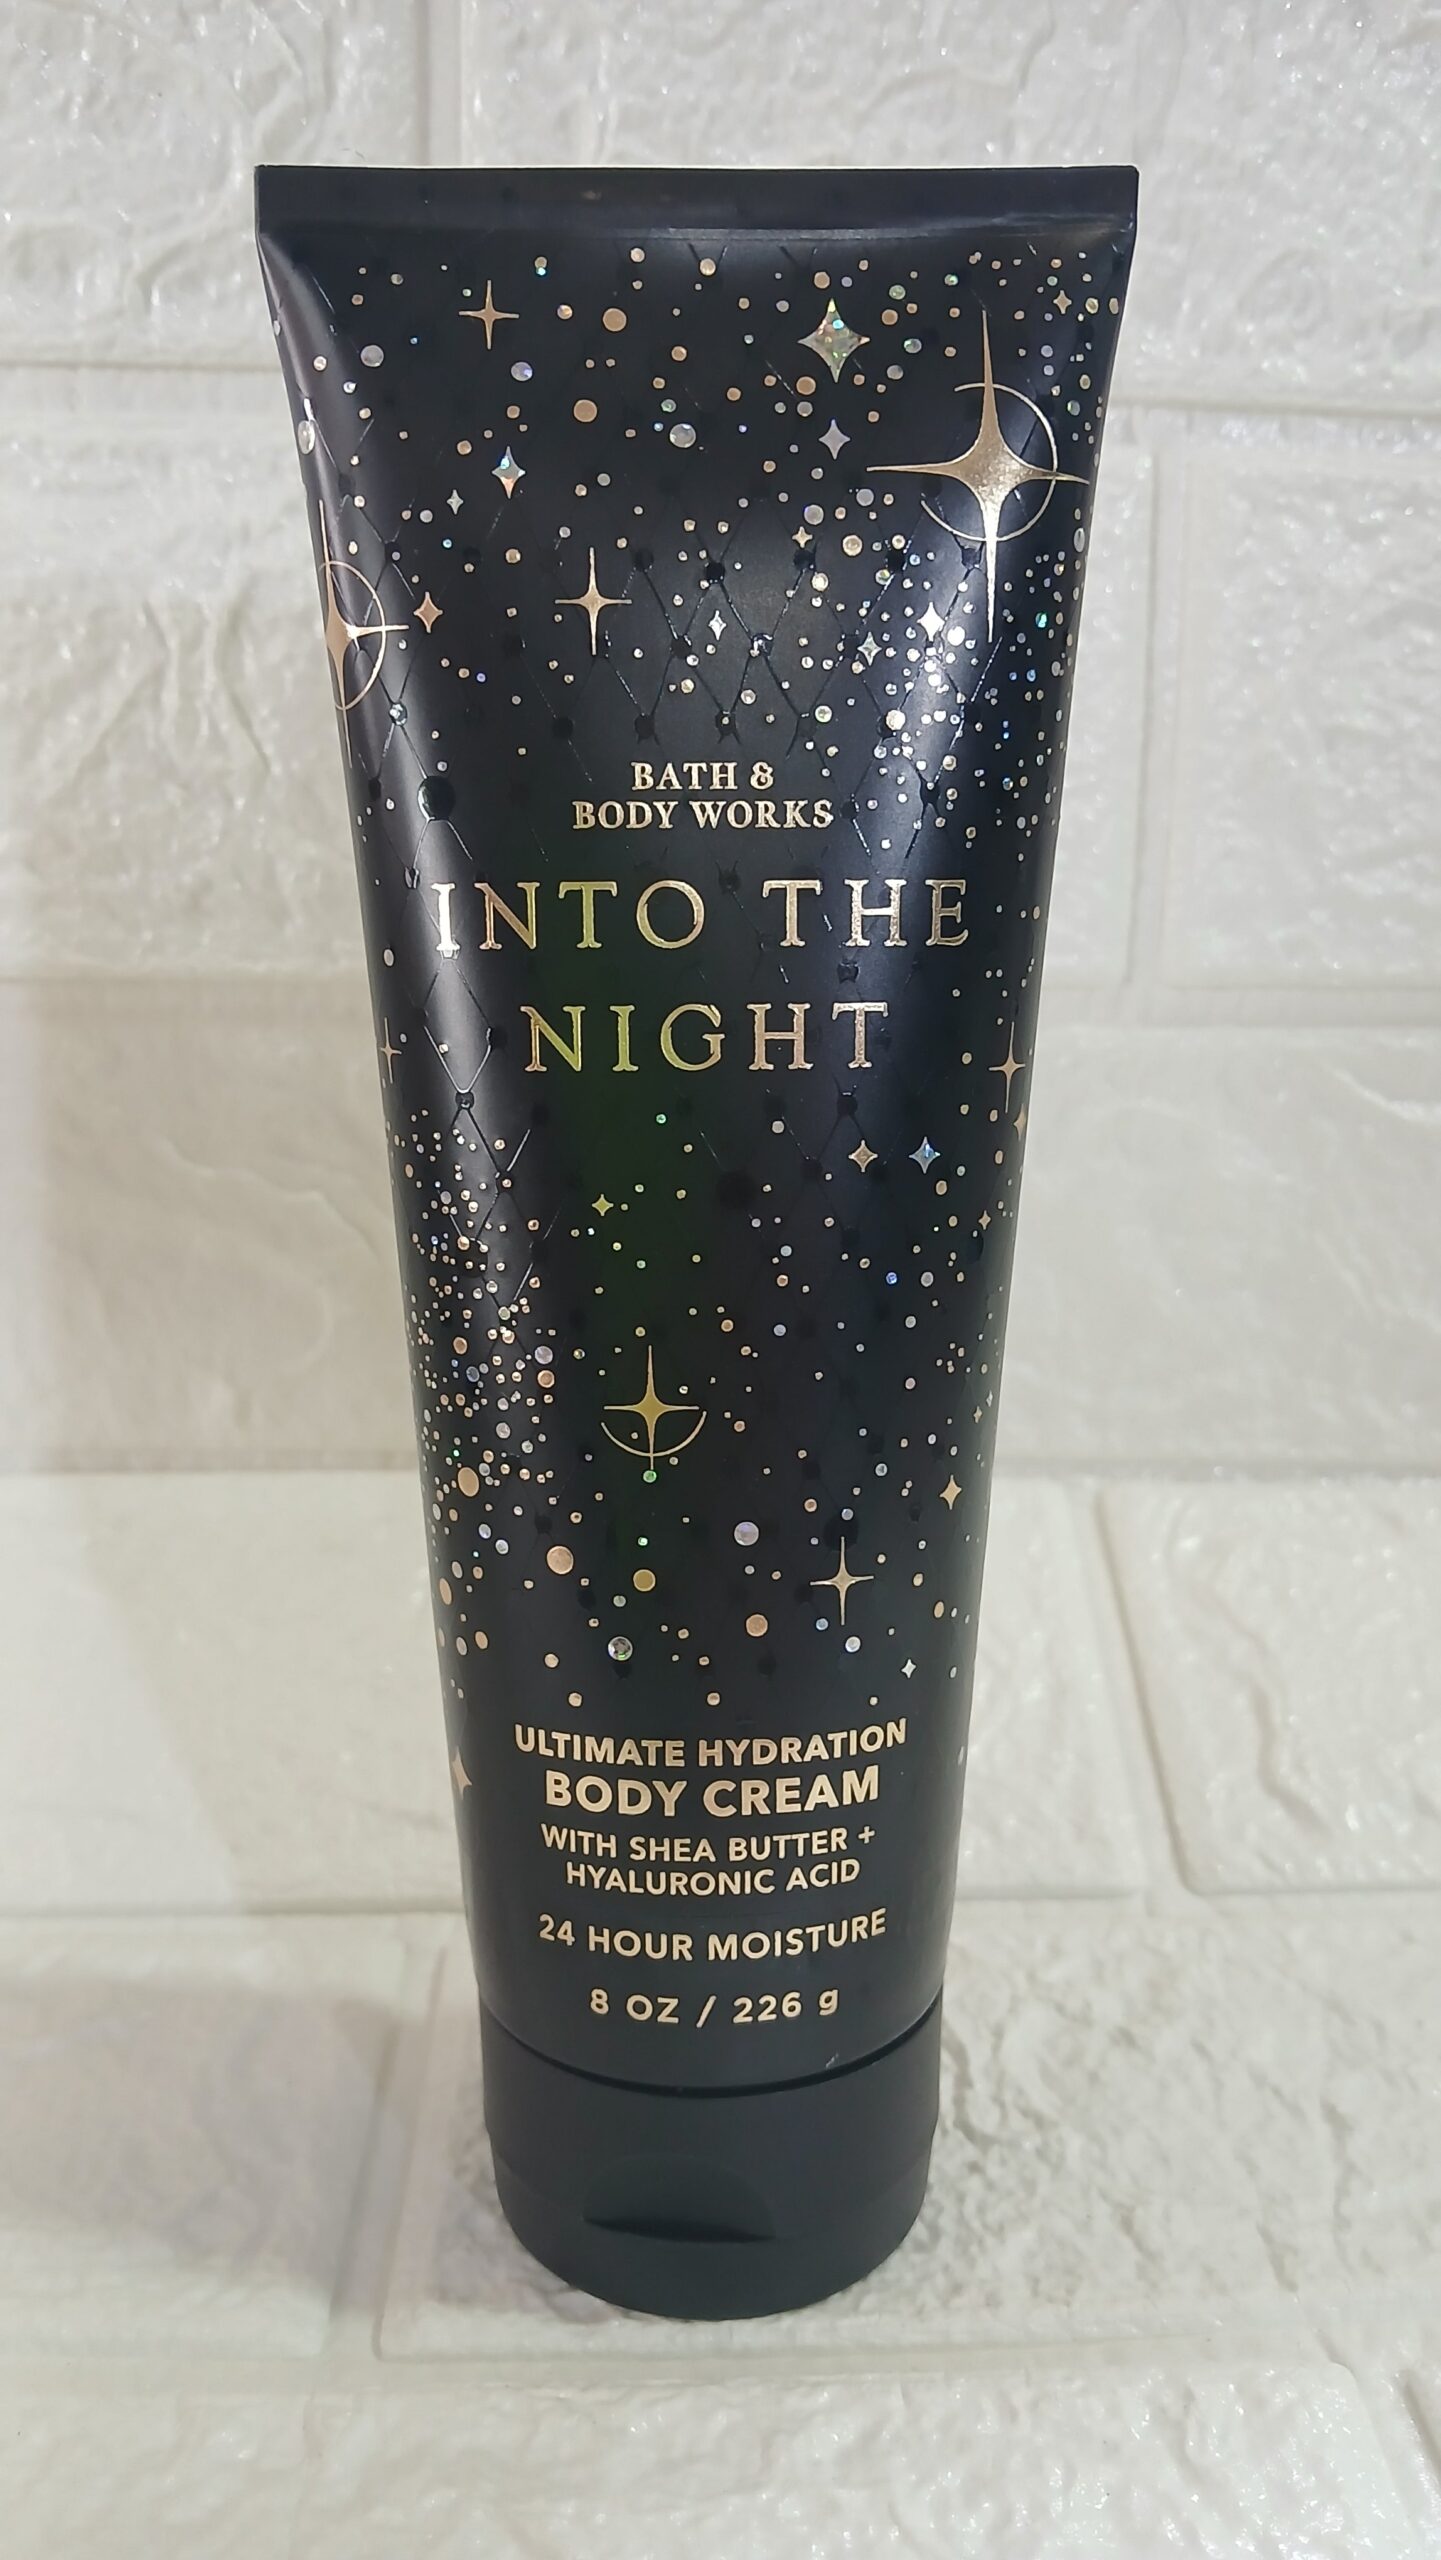 BATH &
BODY WORKS
INTO THE
NIGHT
ULTIMATE HYDRATION
BODY CREAM
WITH SHEA BUTTER +
HYALURONIC ACID
24 HOUR MOISTURE
8 OZ / 226 g